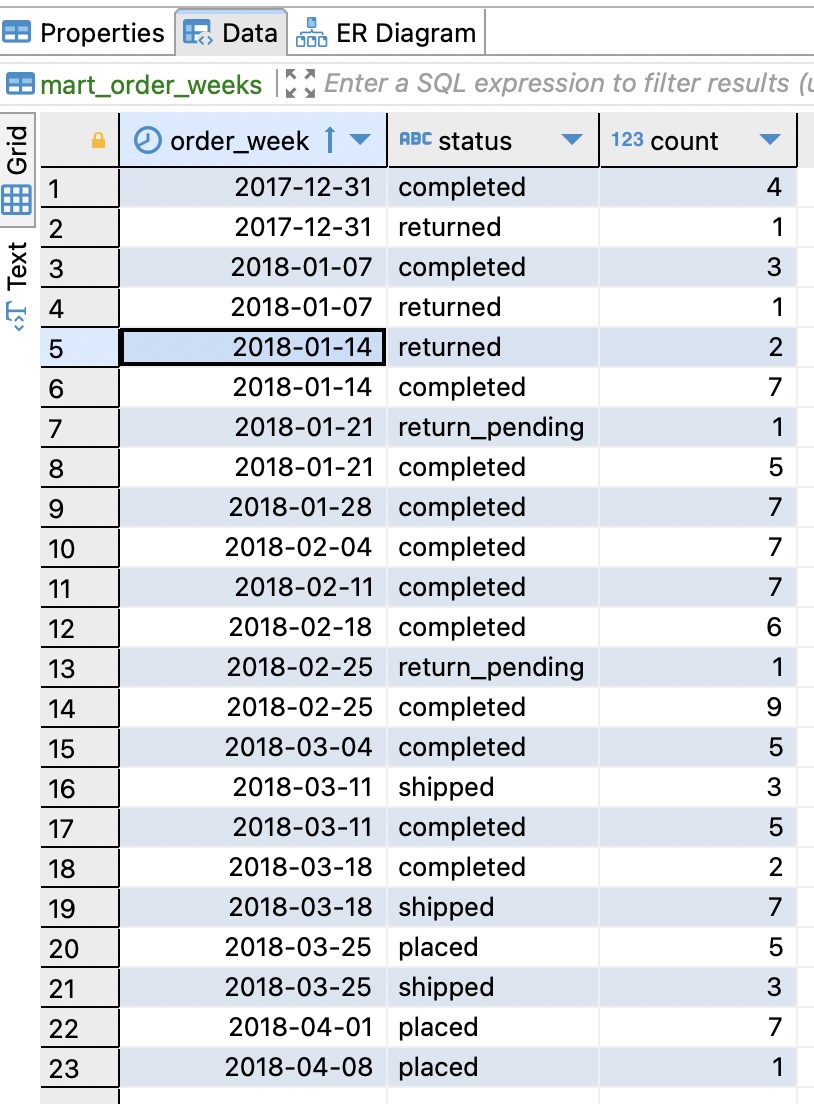 Properties Data ER Diagram
mart_order_weeks Enter a SQL expression to filter results (u
Grid
Text
order_week ABC status 123 count
1 2017-12-31 completed 4
2 2017-12-31 returned 1
3 2018-01-07 completed 3
4 2018-01-07 returned 1
5 2018-01-14 returned 2
6 2018-01-14 completed 7
7 2018-01-21 return_pending 1
8 2018-01-21 completed 5
9 2018-01-28 completed 7
10 2018-02-04 completed 7
11 2018-02-11 completed 7
12 2018-02-18 completed 6
13 2018-02-25 return_pending 1
14 2018-02-25 completed 9
15 2018-03-04 completed 5
16 2018-03-11 shipped 3
17 2018-03-11 completed 5
18 2018-03-18 completed 2
19 2018-03-18 shipped 7
20 2018-03-25 placed 5
21 2018-03-25 shipped 3
22 2018-04-01 placed 7
23 2018-04-08 placed 1